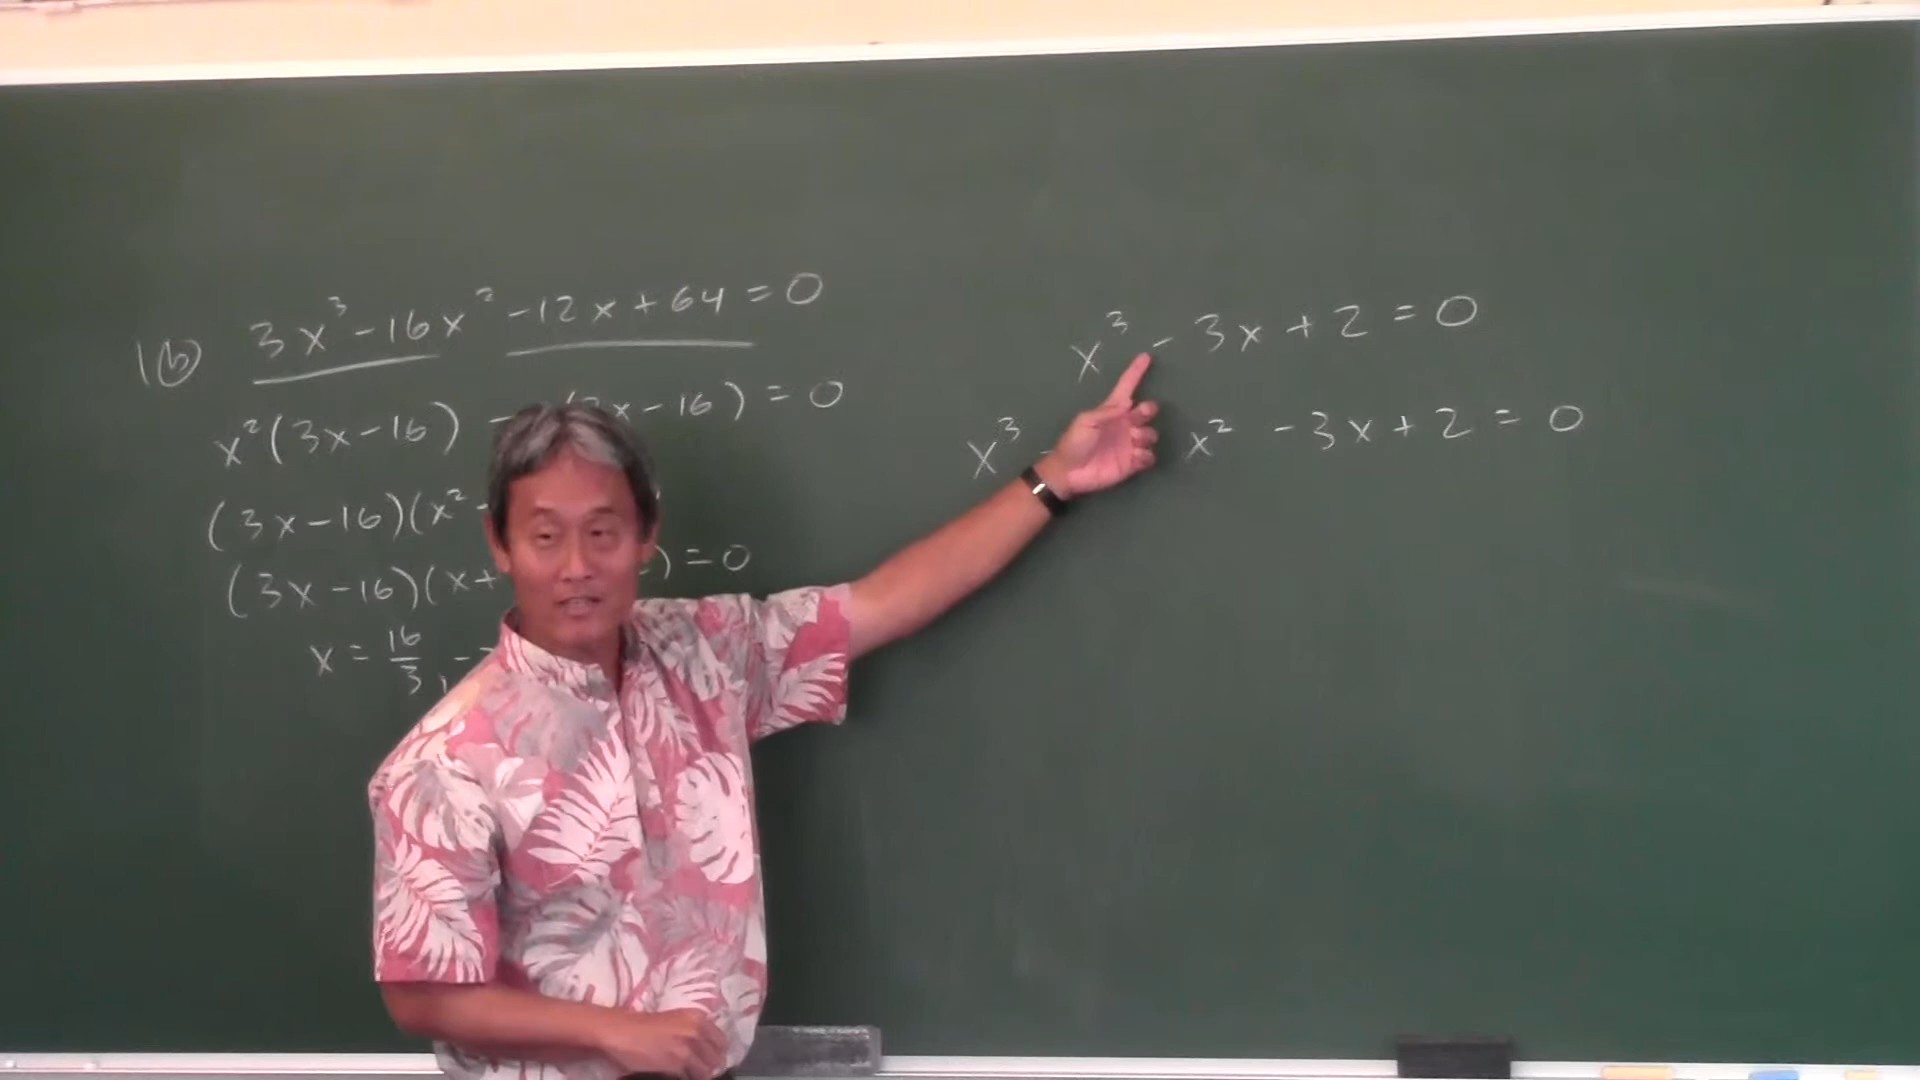 1(b) 3x³-16x²-12x+64=0
x²(3x-16) - (3x-16)=0
(3x-16)(x²-
(3x-16)(x+ )=0
x = 16/3, -
x³ - 3x + 2 = 0
x³ - x² - 3x + 2 = 0